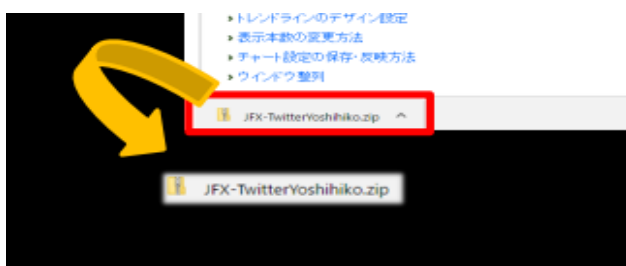 ▸トレンドラインのデザイン設定
▸表示本数の変更方法
▸チャート設定の保存・反映方法
▸ウインドウ整列
JFX-TwitterYoshihiko.zip
JFX-TwitterYoshihiko.zip